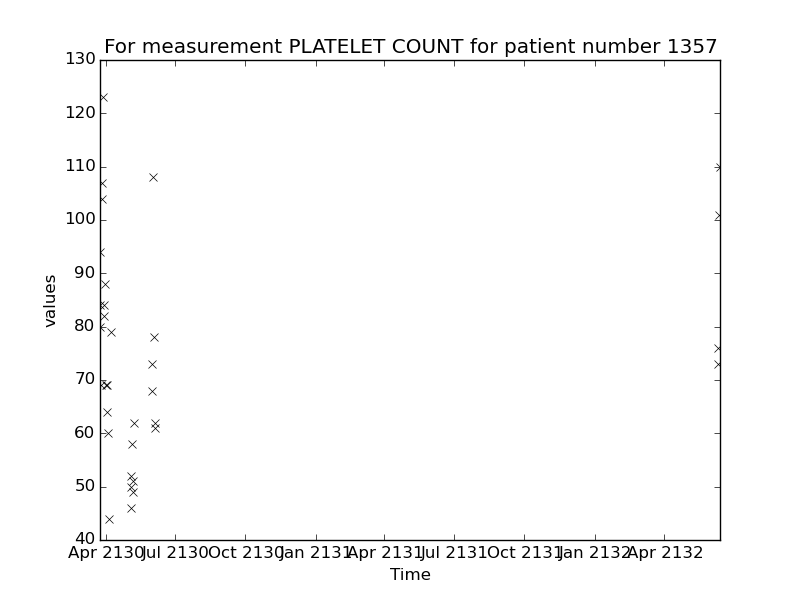 For measurement PLATELET COUNT for patient number 1357
130
120
110
100
90
80
70
60
50
40
values
Apr 2130 Jul 2130 Oct 2130 Jan 2131 Apr 2131 Jul 2131 Oct 2131 Jan 2132 Apr 2132
Time